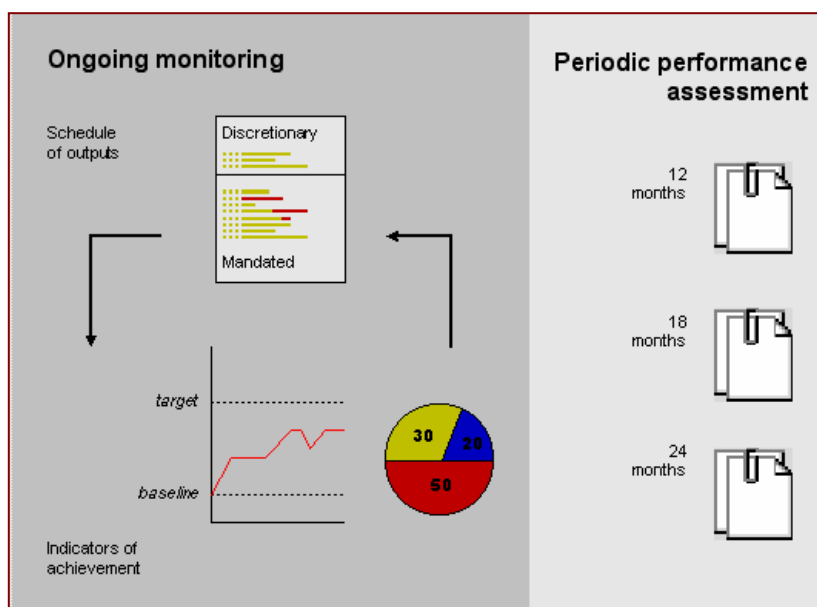 Ongoing monitoring
Schedule
of outputs
Discretionary
Mandated
target
baseline
30
20
50
Indicators of
achievement
Periodic performance
assessment
12
months
18
months
24
months